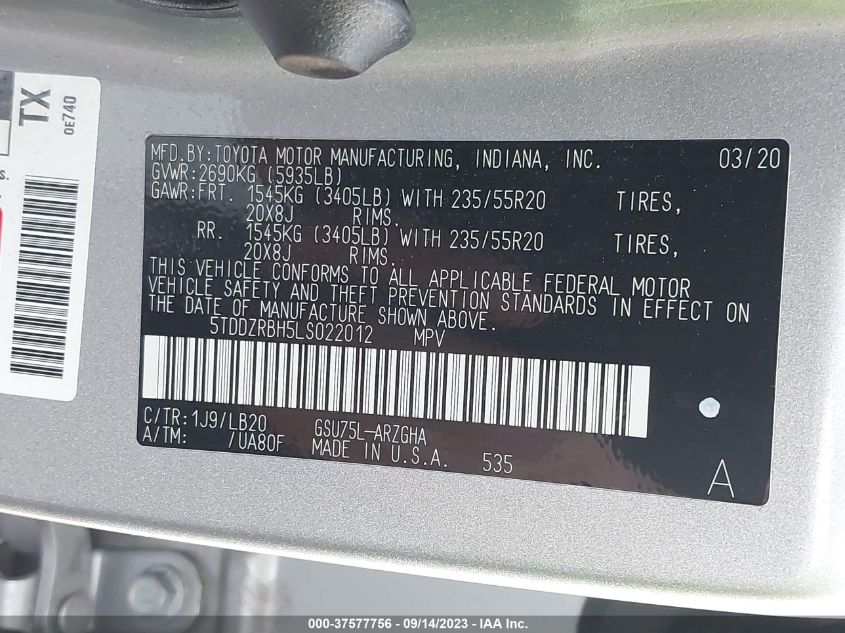 TX
0E740
s.
MFD.BY:TOYOTA MOTOR MANUFACTURING, INDIANA, INC. 03/20
GVWR:2690KG (5935LB)
GAWR:FRT. 1545KG (3405LB) WITH 235/55R20 TIRES,
20X8J RIMS.
RR. 1545KG (3405LB) WITH 235/55R20 TIRES,
20X8J RIMS.
THIS VEHICLE CONFORMS TO ALL APPLICABLE FEDERAL MOTOR
VEHICLE SAFETY AND THEFT PREVENTION STANDARDS IN EFFECT ON
THE DATE OF MANUFACTURE SHOWN ABOVE.
5TDDZRBH5LS022012 MPV
C/TR:1J9/LB20 GSU75L-ARZGHA
A/TM: /UA80F MADE IN U.S.A. 535
A
000-37577756 - 09/14/2023 - IAA Inc.